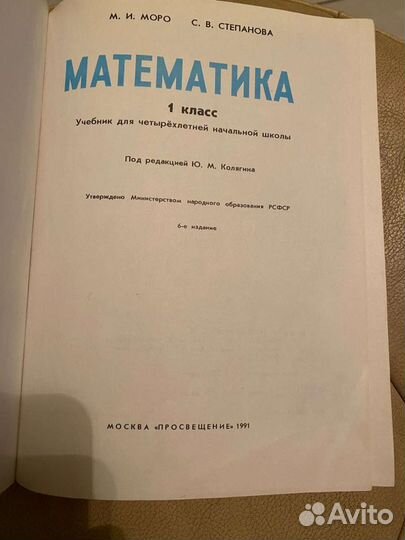 М. И. МОРО С. В. СТЕПАНОВА
МАТЕМАТИКА
1 класс
Учебник для четырёхлетней начальной школы
Под редакцией Ю. М. Колягина
Утверждено Министерством народного образования РСФСР
6-е издание
МОСКВА «ПРОСВЕЩЕНИЕ» 1991
Avito